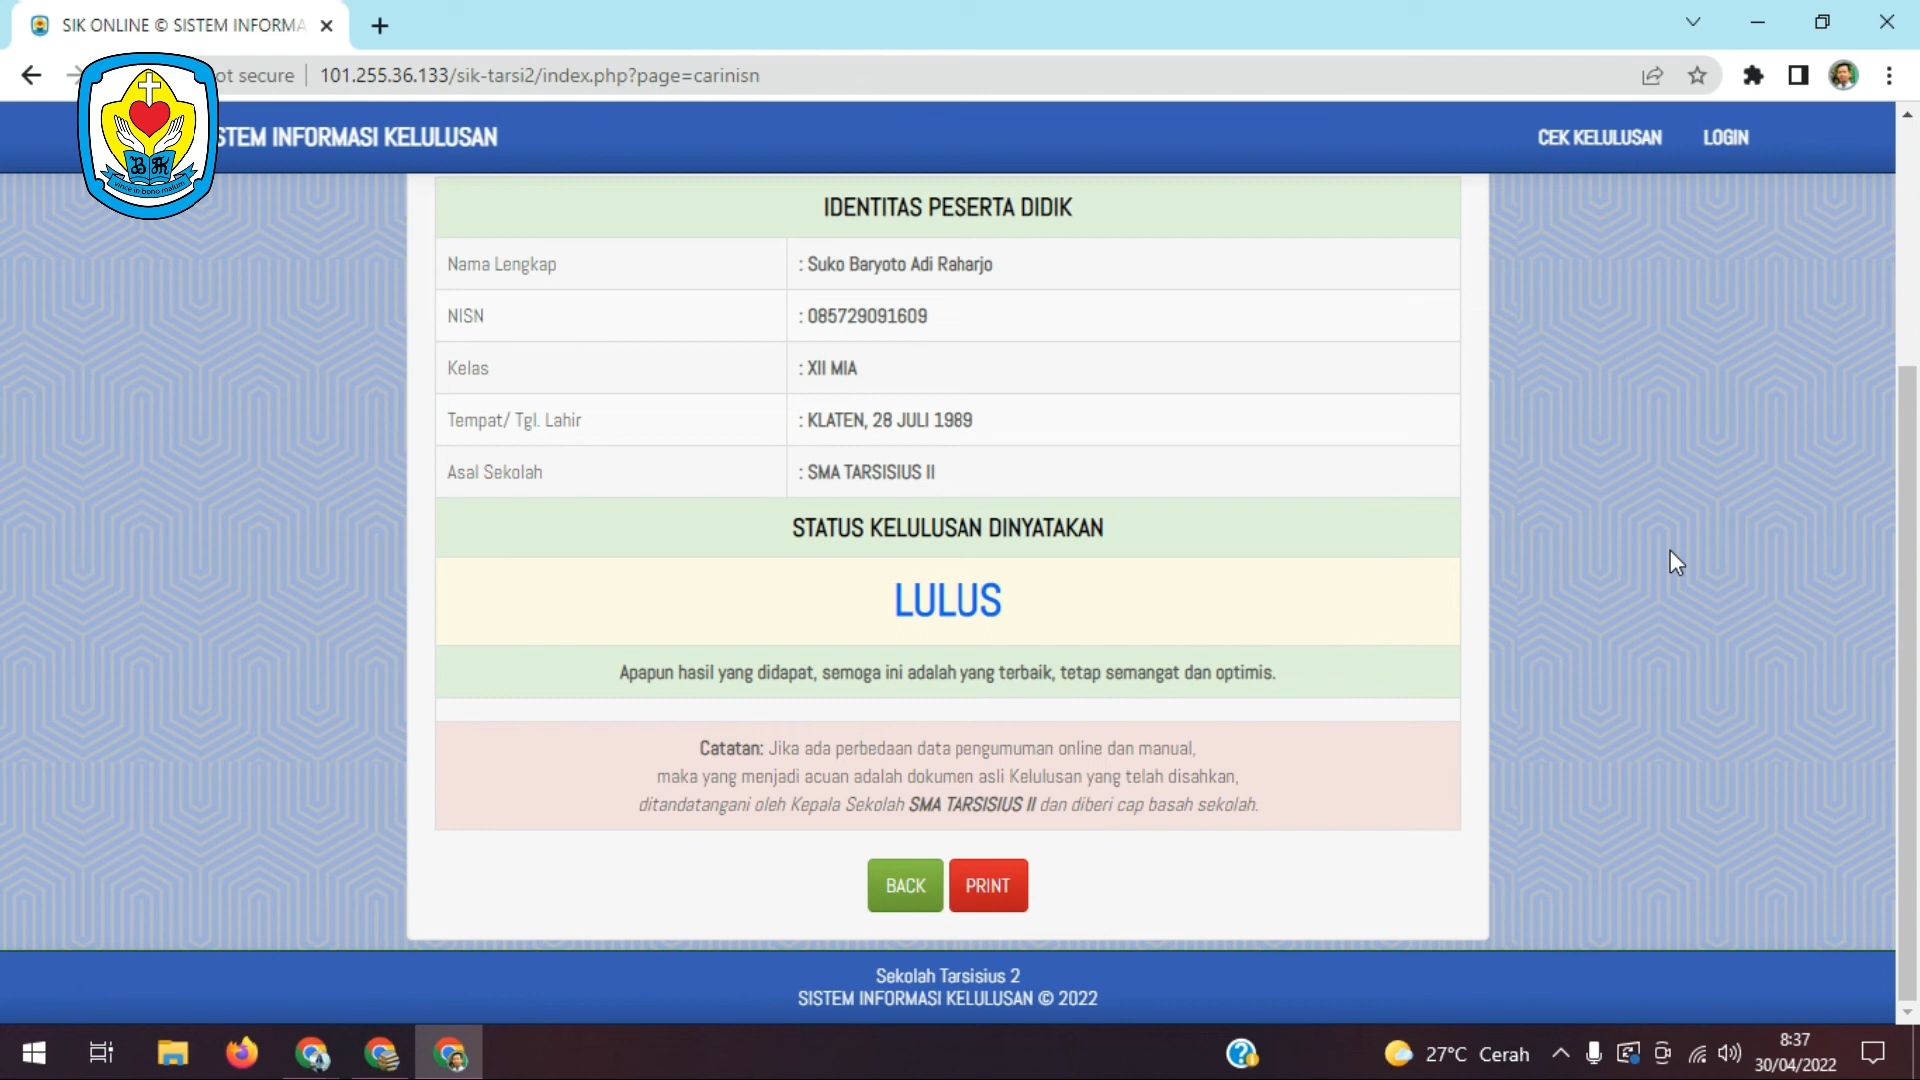 SIK ONLINE © SISTEM INFORMA
ot secure
101.255.36.133/sik-tarsi2/index.php?page=carinisn
STEM INFORMASI KELULUSAN
CEK KELULUSAN
LOGIN
B A K
vince in bono malum
IDENTITAS PESERTA DIDIK
Nama Lengkap : Suko Baryoto Adi Raharjo
NISN : 085729091609
Kelas : XII MIA
Tempat/ Tgl. Lahir : KLATEN, 28 JULI 1989
Asal Sekolah : SMA TARSISIUS II
STATUS KELULUSAN DINYATAKAN
LULUS
Apapun hasil yang didapat, semoga ini adalah yang terbaik, tetap semangat dan optimis.
Catatan: Jika ada perbedaan data pengumuman online dan manual,
maka yang menjadi acuan adalah dokumen asli Kelulusan yang telah disahkan,
ditandatangani oleh Kepala Sekolah SMA TARSISIUS II dan diberi cap basah sekolah.
BACK
PRINT
Sekolah Tarsisius 2
SISTEM INFORMASI KELULUSAN © 2022
27°C Cerah
8:37
30/04/2022